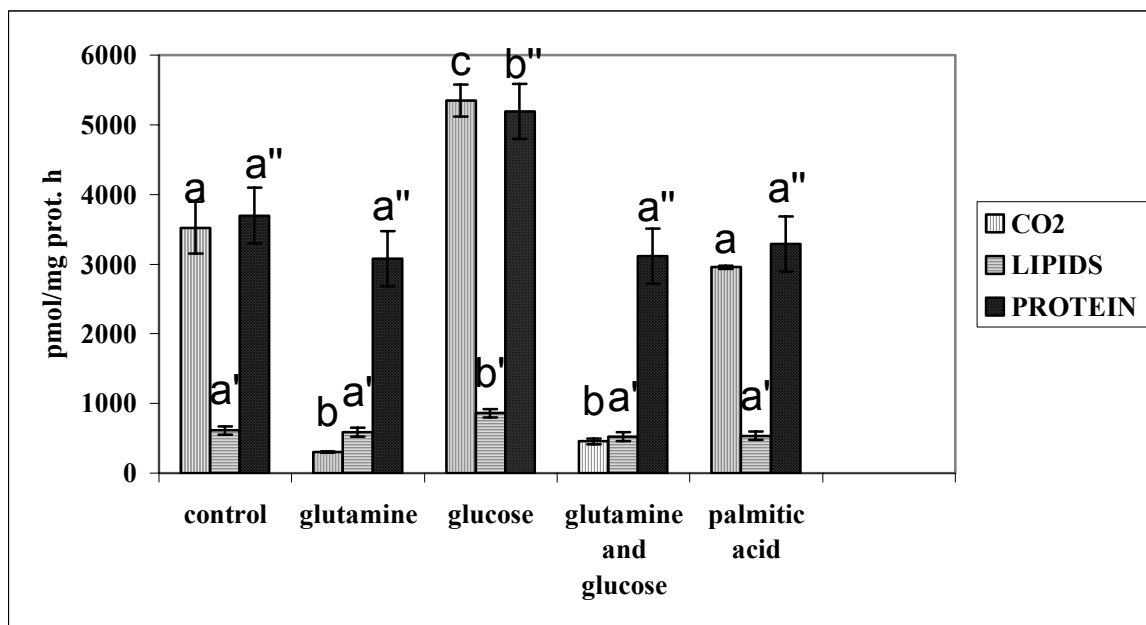 6000
5000
4000
3000
2000
1000
0
pmol/mg prot. h
a a' a"
b a' a"
c b' b"
b a' a"
a a' a"
control glutamine glucose glutamine and glucose palmitic acid
CO2
LIPIDS
PROTEIN